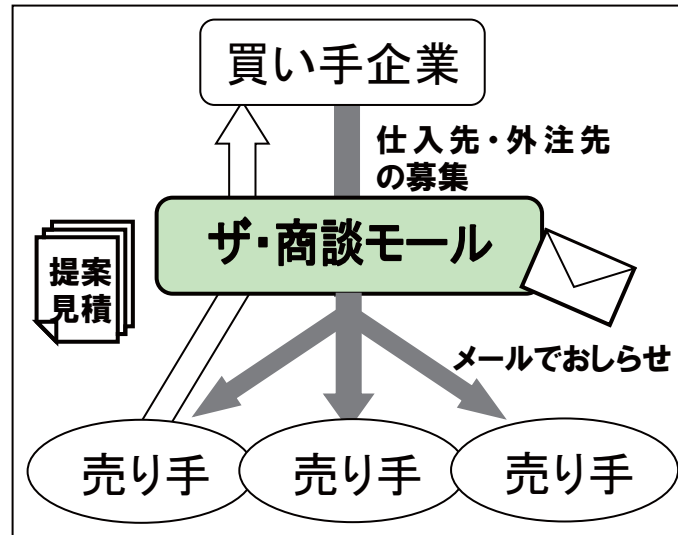 買い手企業
仕入先・外注先
の募集
ザ・商談モール
提案
見積
メールでおしらせ
売り手
売り手
売り手